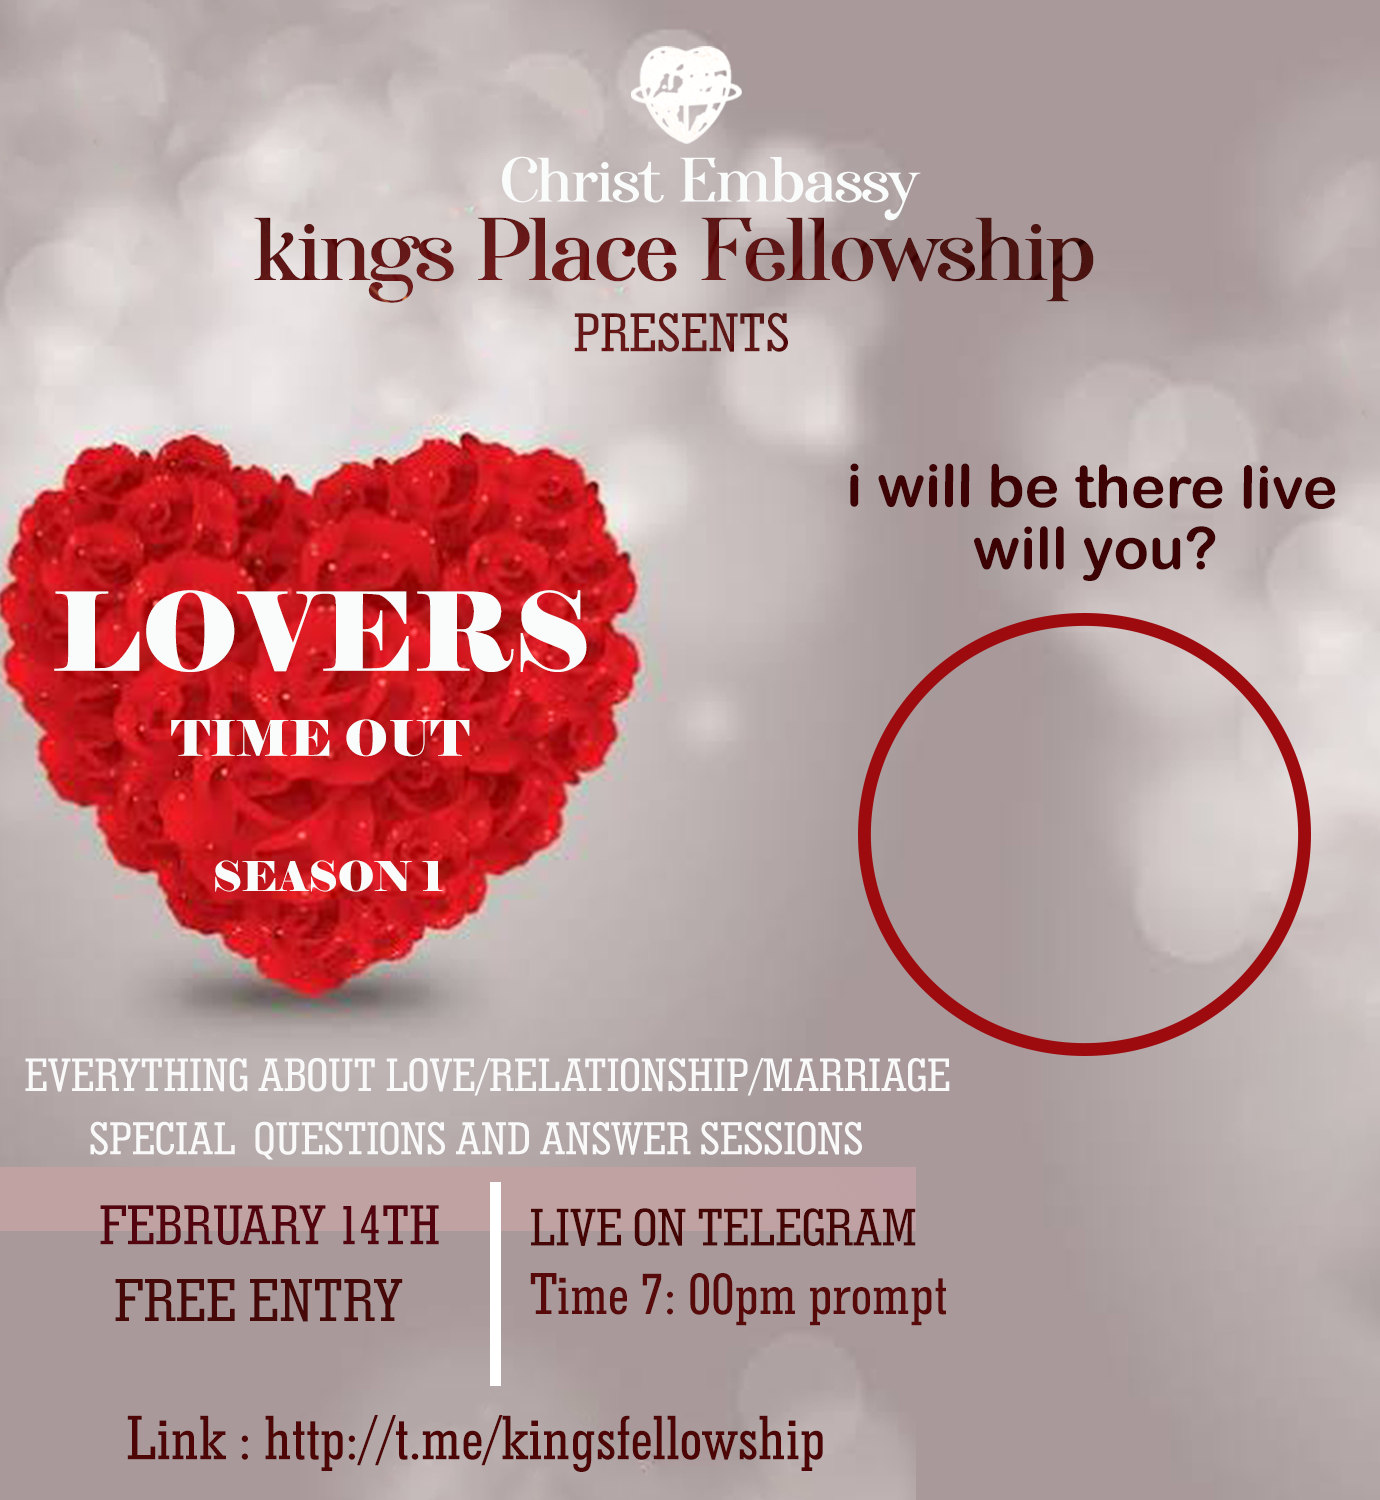 Christ Embassy
kings Place Fellowship
PRESENTS
i will be there live
will you?
LOVERS
TIME OUT
SEASON 1
EVERYTHING ABOUT LOVE/RELATIONSHIP/MARRIAGE
SPECIAL QUESTIONS AND ANSWER SESSIONS
FEBRUARY 14TH
FREE ENTRY
LIVE ON TELEGRAM
Time 7: 00pm prompt
Link : http://t.me/kingsfellowship